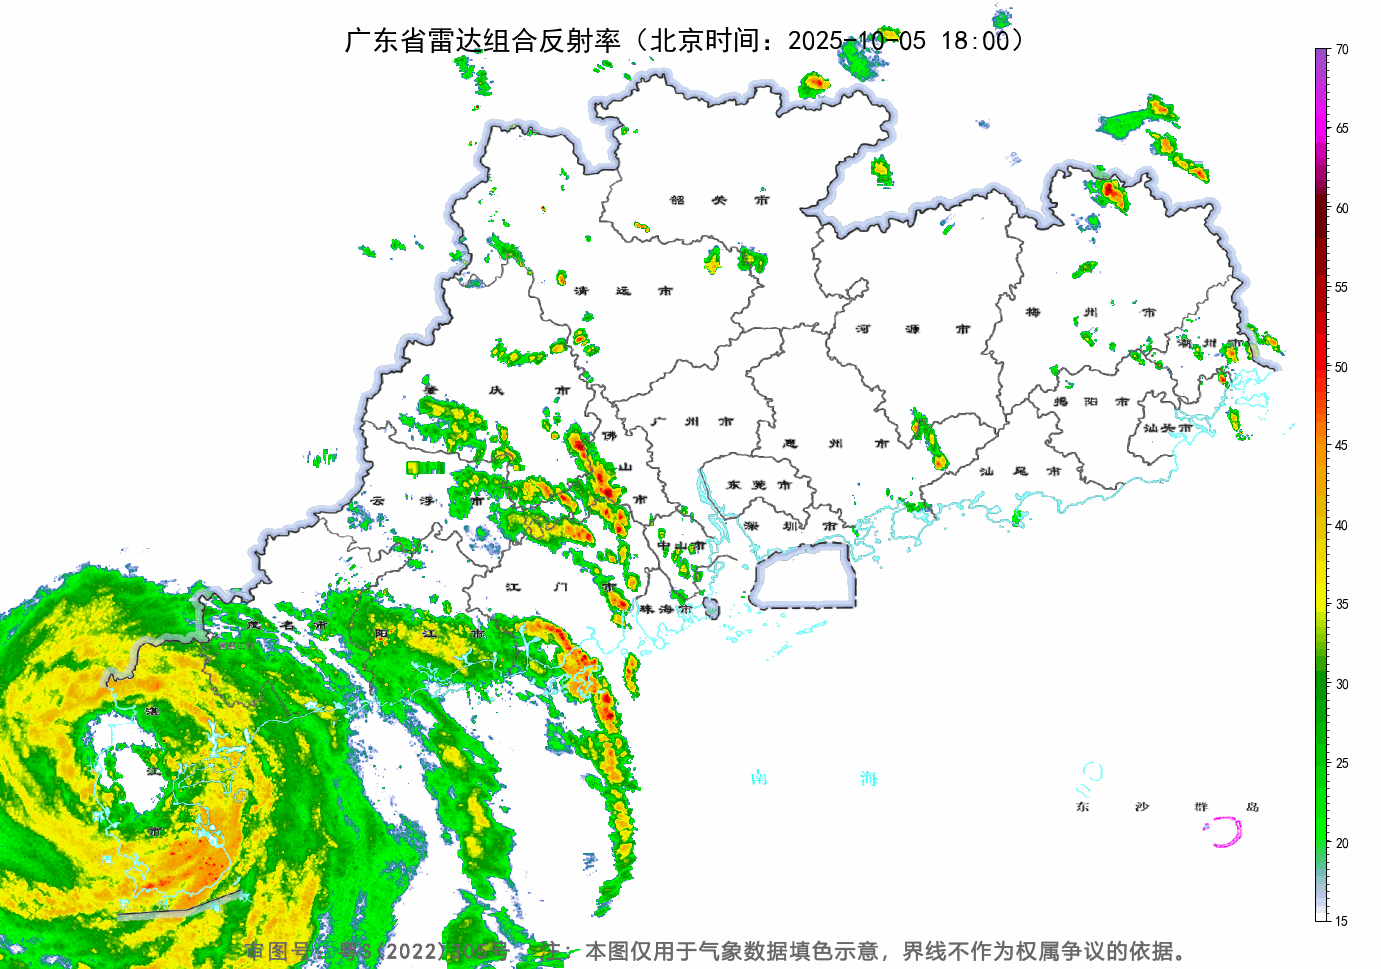 广东省雷达组合反射率（北京时间：2025-10-05 18:00）
70
65
60
55
50
45
40
35
30
25
20
15
韶 关 市
清 远 市
梅 州 市
河 源 市
潮 州 市
肇 庆 市
揭 阳 市
广 州 市
汕 头 市
佛 山 市
惠 州 市
汕 尾 市
东 莞 市
云 浮 市
深 圳 市
中 山 市
江 门 市
珠 海 市
茂 名 市
阳 江 市
湛 江 市
南 海
东 沙 群 岛
审图号：粤S(2022)306号 注：本图仅用于气象数据填色示意，界线不作为权属争议的依据。